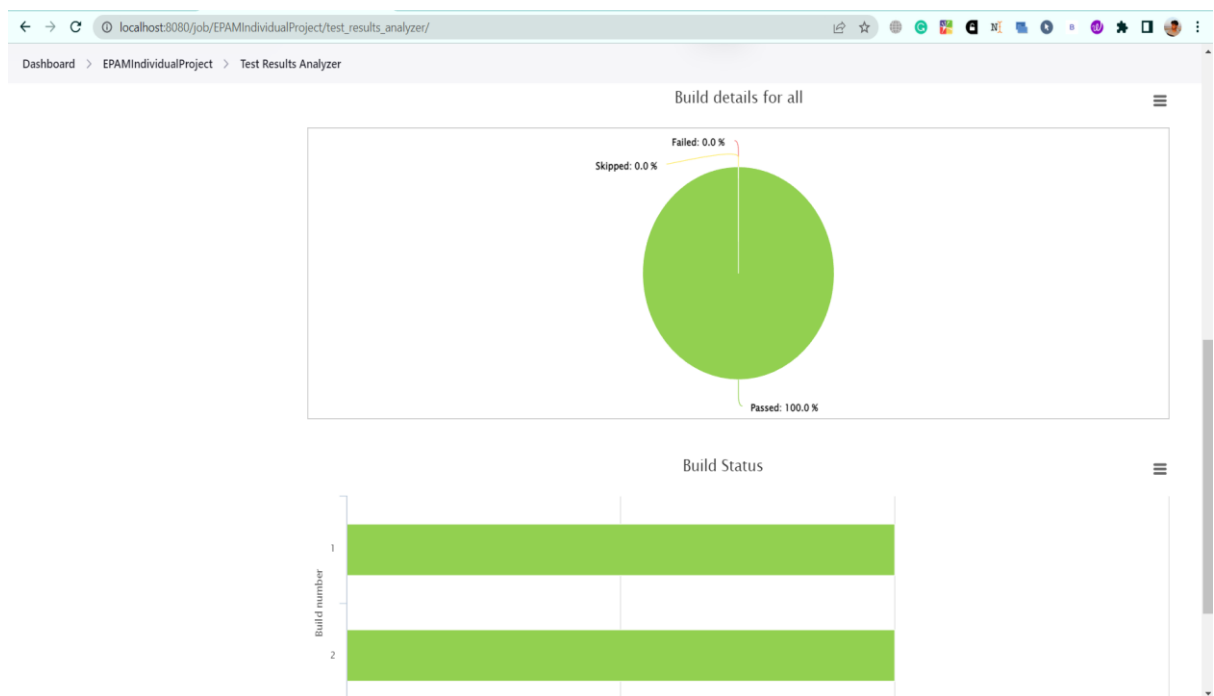 localhost:8080/job/EPAMIndividualProject/test_results_analyzer/
Dashboard > EPAMIndividualProject > Test Results Analyzer
Build details for all
Failed: 0.0 %
Skipped: 0.0 %
Passed: 100.0 %
Build Status
1
Build number
2